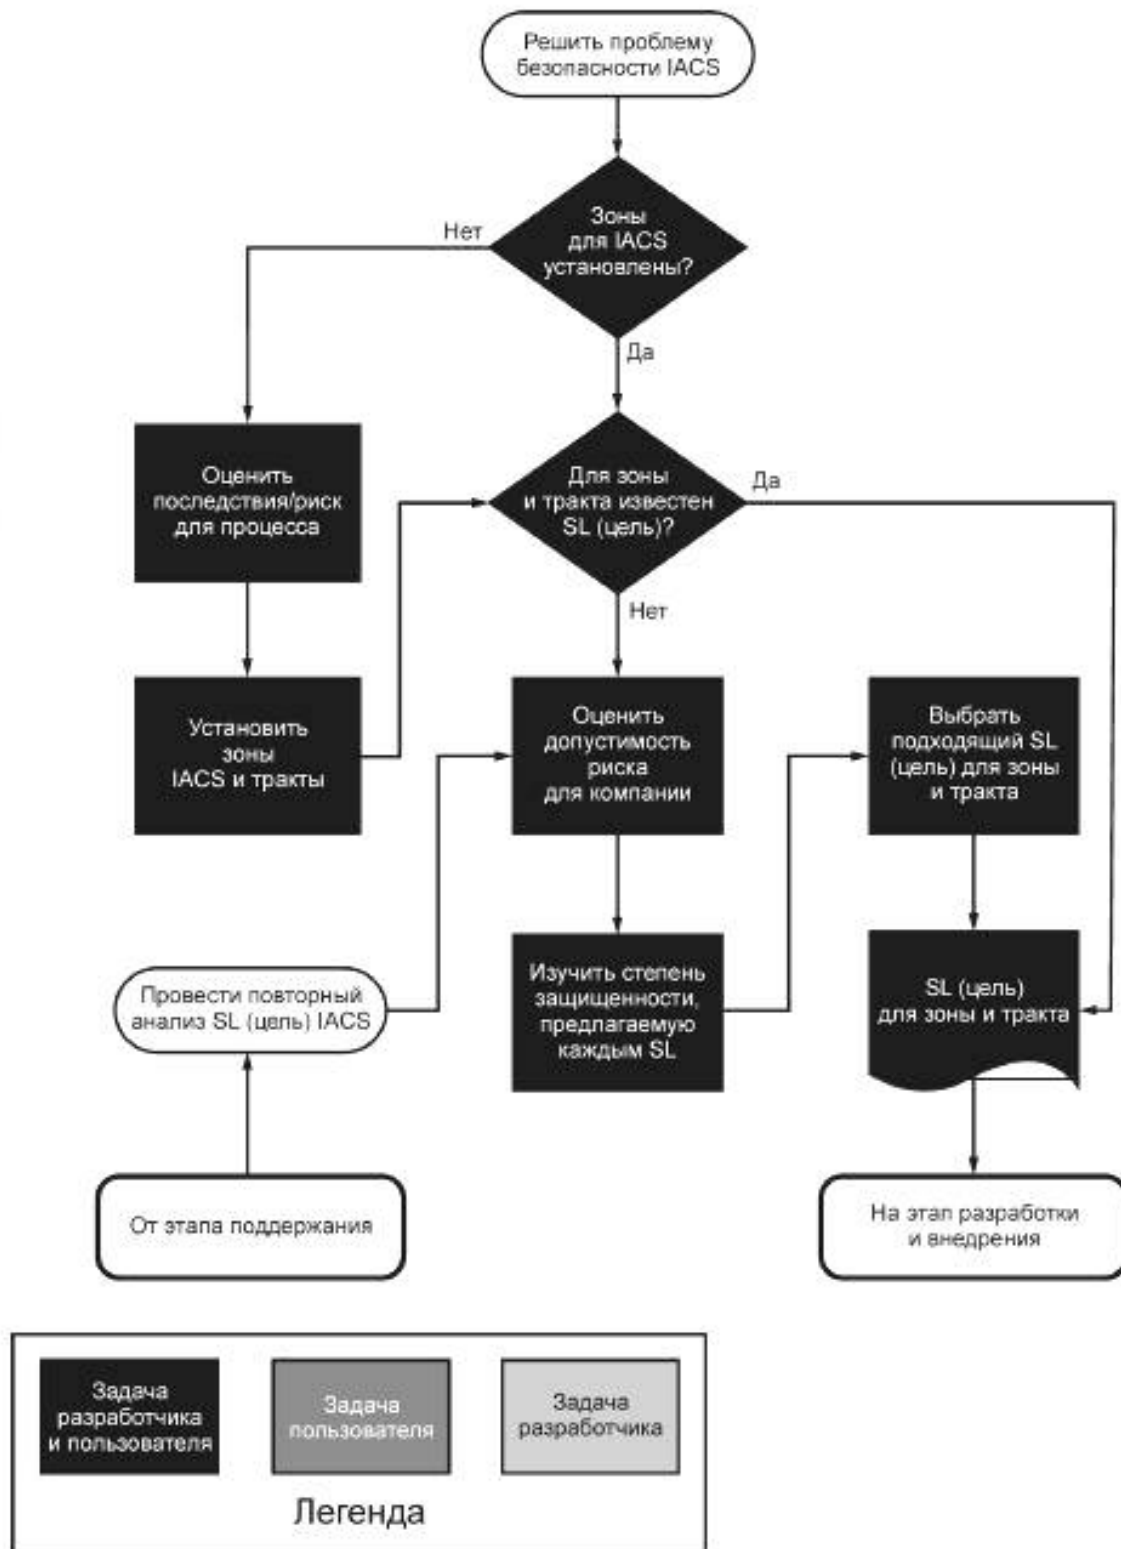 Решить проблему
безопасности IACS
Зоны
для IACS
установлены?
Нет
Да
Оценить
последствия/риск
для процесса
Для зоны
и тракта известен
SL (цель)?
Да
Нет
Установить
зоны
IACS и тракты
Оценить
допустимость
риска
для компании
Выбрать
подходящий SL
(цель) для зоны
и тракта
Провести повторный
анализ SL (цель) IACS
Изучить степень
защищенности,
предлагаемую
каждым SL
SL (цель)
для зоны и тракта
От этапа поддержания
На этап разработки
и внедрения
Задача
разработчика
и пользователя
Задача
пользователя
Задача
разработчика
Легенда